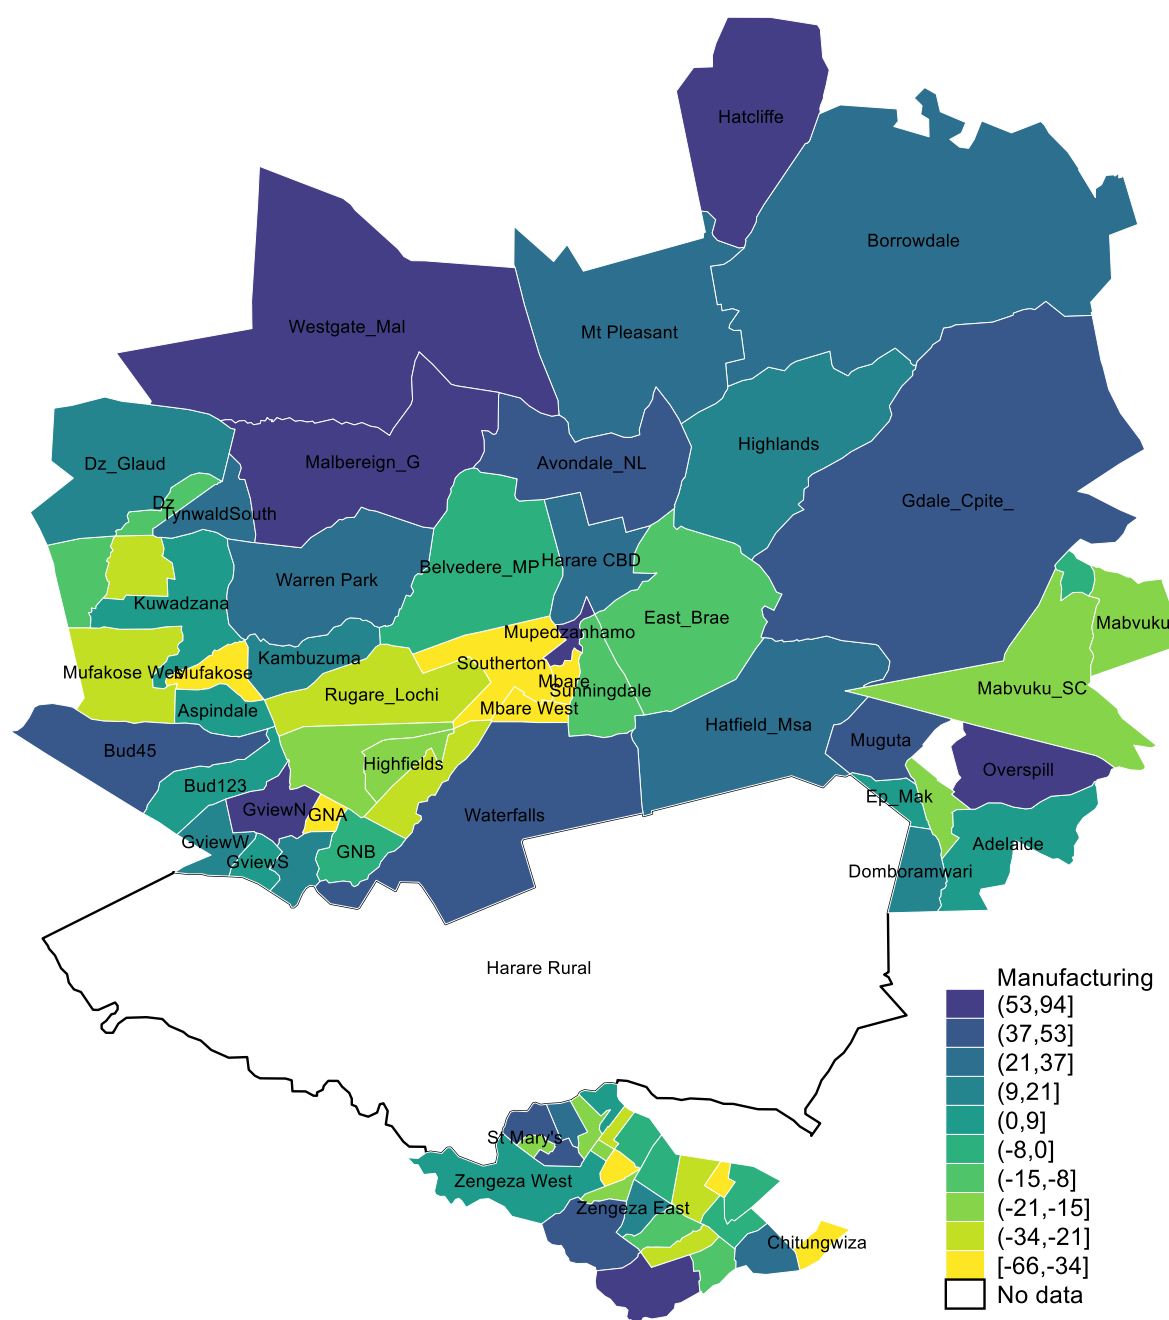 Hatcliffe
Borrowdale
Westgate_Mal
Mt Pleasant
Highlands
Dz_Glaud
Malbereign_G
Avondale_NL
Dz
TynwaldSouth
Gdale_Cpite_
Harare CBD
Belvedere_MP
Warren Park
Kuwadzana
East_Brae
Mabvuku
Mupedzanhamo
Kambuzuma
Southerton
Mufakose Wes
Mufakose
Mbare
Sunningdale
Rugare_Lochi
Mabvuku_SC
Aspindale
Mbare West
Hatfield_Msa
Muguta
Bud45
Highfields
Overspill
Bud123
Ep_Mak
GviewN
GNA
Waterfalls
GviewW
GNB
Adelaide
GviewS
Domboramwari
Harare Rural
St Mary's
Zengeza West
Zengeza East
Chitungwiza
Manufacturing
(53,94]
(37,53]
(21,37]
(9,21]
(0,9]
(-8,0]
(-15,-8]
(-21,-15]
(-34,-21]
[-66,-34]
No data